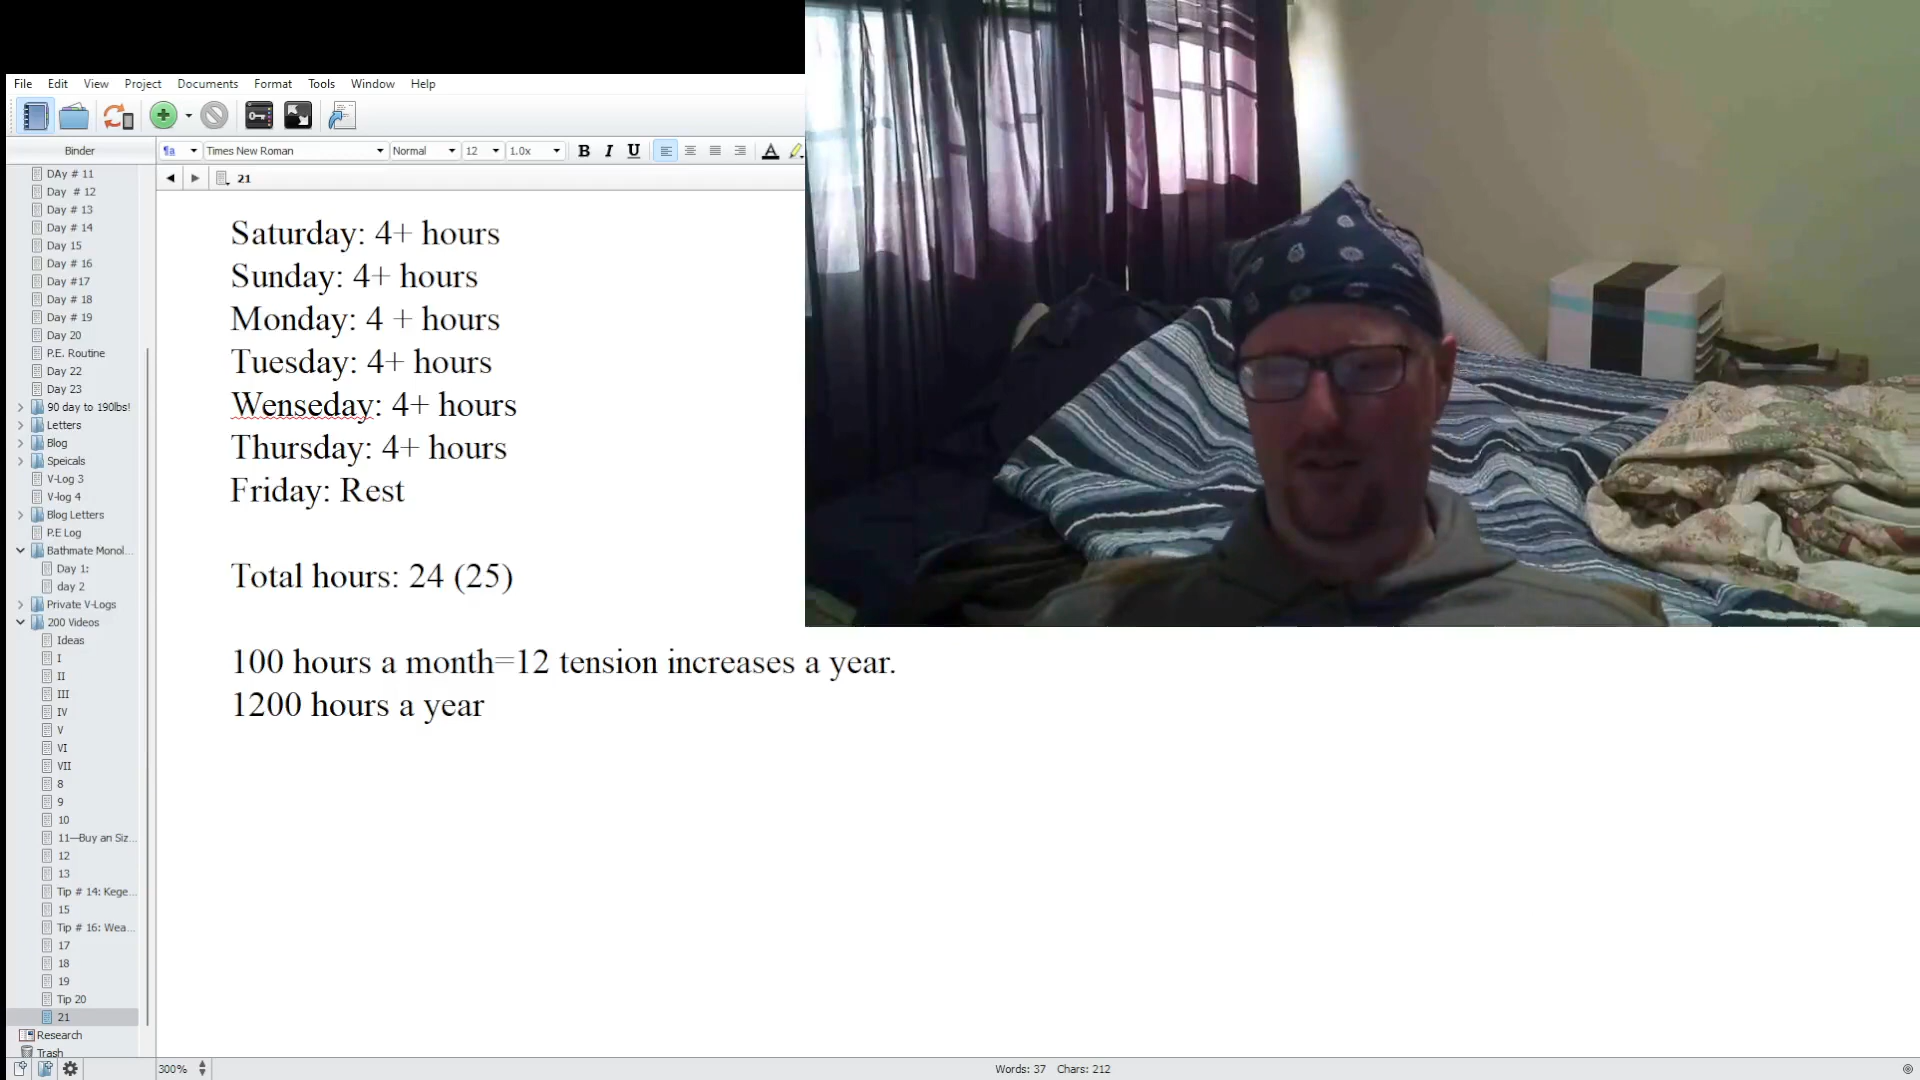 File Edit View Project Documents Format Tools Window Help
Binder
Times New Roman Normal 12 1.0x B I U A
21
DAy # 11
Day # 12
Day # 13
Day # 14
Day 15
Day # 16
Day #17
Day # 18
Day # 19
Day 20
P.E. Routine
Day 22
Day 23
90 day to 190lbs!
Letters
Blog
Speicals
V-Log 3
V-log 4
Blog Letters
P.E Log
Bathmate Monol...
Day 1:
day 2
Private V-Logs
200 Videos
Ideas
I
II
III
IV
V
VI
VII
8
9
10
11—Buy an Siz...
12
13
Tip # 14: Kege...
15
Tip # 16: Wea...
17
18
19
Tip 20
21
Research
Trash
Saturday: 4+ hours
Sunday: 4+ hours
Monday: 4 + hours
Tuesday: 4+ hours
Wenseday: 4+ hours
Thursday: 4+ hours
Friday: Rest
Total hours: 24 (25)
100 hours a month=12 tension increases a year.
1200 hours a year
300%
Words: 37 Chars: 212